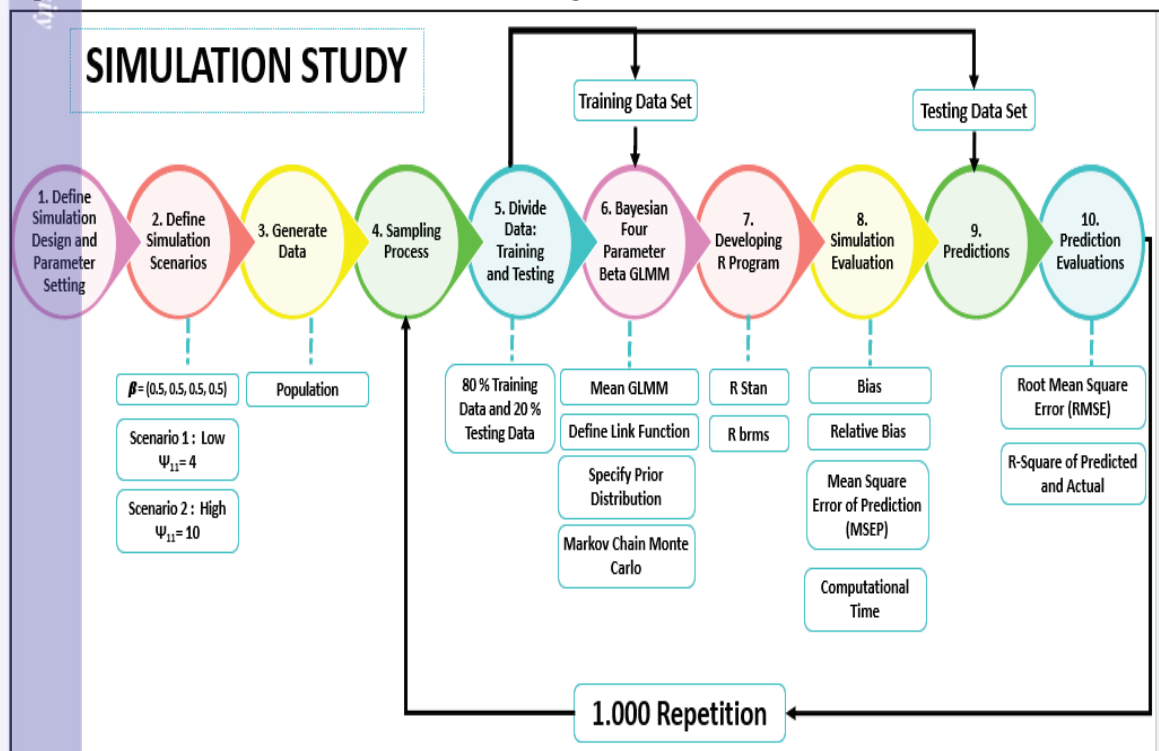 SIMULATION STUDY
Training Data Set
Testing Data Set
1. Define
Simulation
Design and
Parameter
Setting
2. Define
Simulation
Scenarios
3. Generate
Data
4. Sampling
Process
5. Divide
Data:
Training
and Testing
6. Bayesian
Four
Parameter
Beta GLMM
7.
Developing
R Program
8.
Simulation
Evaluation
9.
Predictions
10.
Prediction
Evaluations
β = (0.5, 0.5, 0.5, 0.5)
Scenario 1 : Low
Ψ₁₁= 4
Scenario 2 : High
Ψ₁₁= 10
Population
80 % Training
Data and 20 %
Testing Data
Mean GLMM
Define Link Function
Specify Prior
Distribution
Markov Chain Monte
Carlo
R Stan
R brms
Bias
Relative Bias
Mean Square
Error of Prediction
(MSEP)
Computational
Time
Root Mean Square
Error (RMSE)
R-Square of Predicted
and Actual
1.000 Repetition